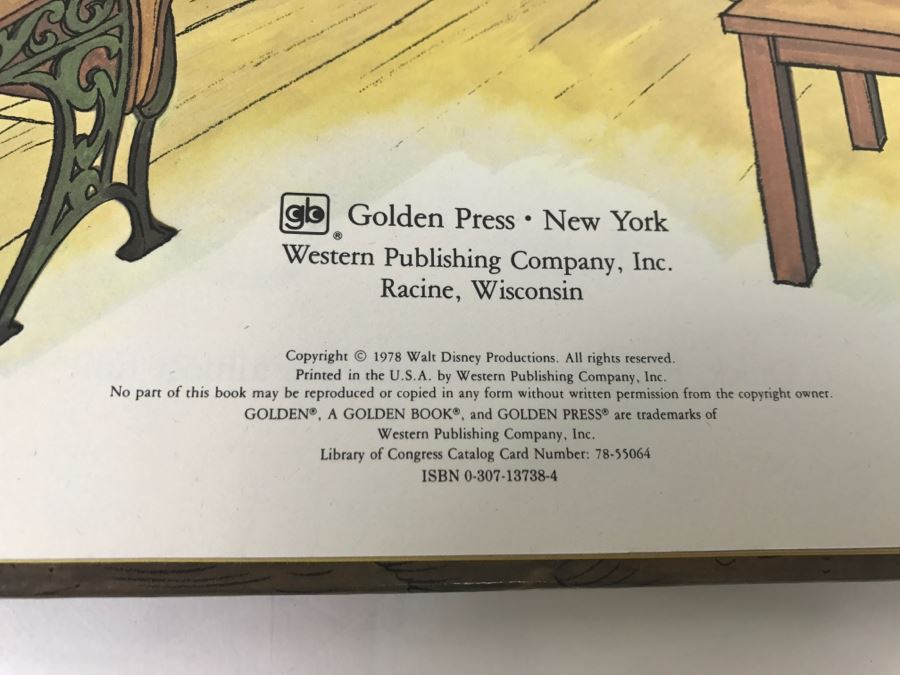 gb® Golden Press • New York
Western Publishing Company, Inc.
Racine, Wisconsin
Copyright © 1978 Walt Disney Productions. All rights reserved.
Printed in the U.S.A. by Western Publishing Company, Inc.
No part of this book may be reproduced or copied in any form without written permission from the copyright owner.
GOLDEN®, A GOLDEN BOOK®, and GOLDEN PRESS® are trademarks of
Western Publishing Company, Inc.
Library of Congress Catalog Card Number: 78-55064
ISBN 0-307-13738-4